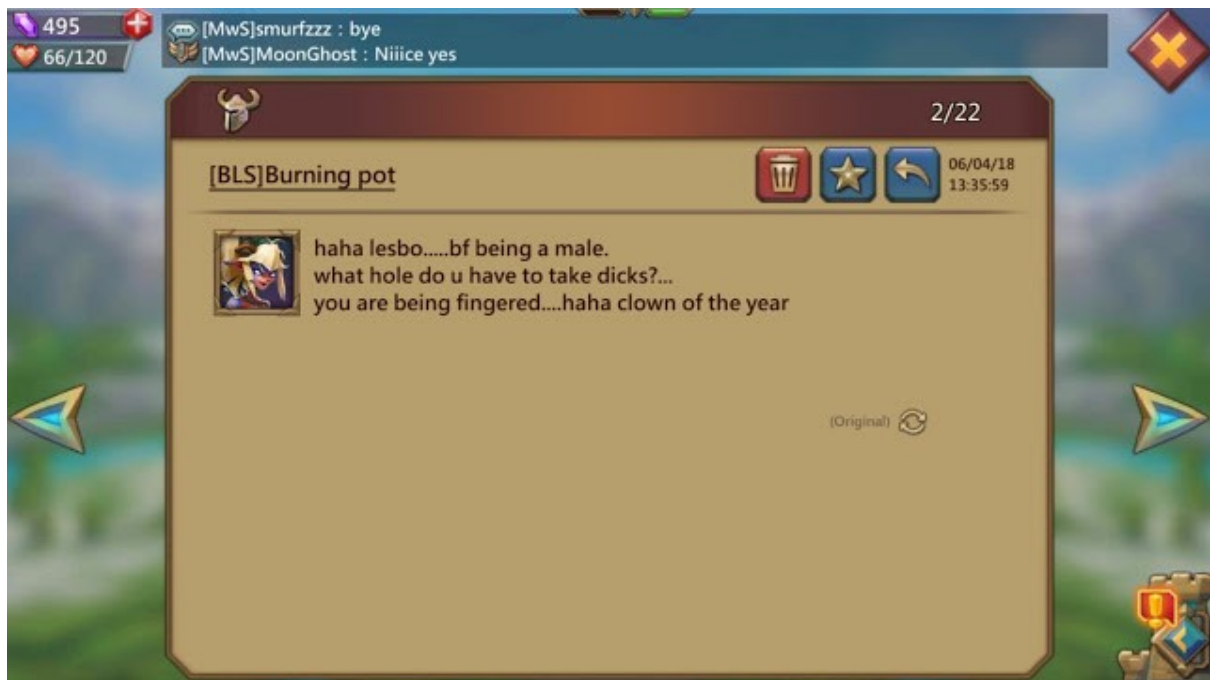 495
66/120
[MwS]smurfzzz : bye
[MwS]MoonGhost : Niiice yes
2/22
[BLS]Burning pot
06/04/18
13:35:59
haha lesbo.....bf being a male.
what hole do u have to take dicks?...
you are being fingered....haha clown of the year
(Original)